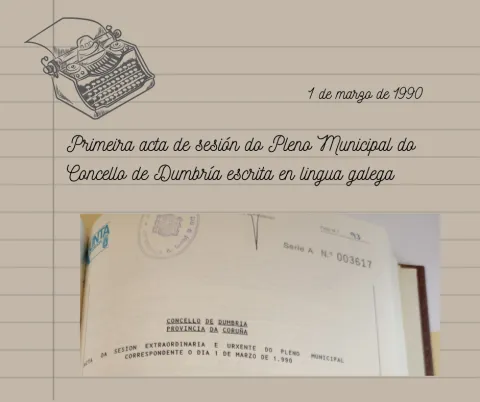 1 de marzo de 1990
Primeira acta de sesión do Pleno Municipal do
Concello de Dumbría escrita en lingua galega
Serie A N.º 003617
CONCELLO DE DUMBRIA
PROVINCIA DA CORUÑA
ACTA DA SESION EXTRAORDINARIA E URXENTE DO PLENO MUNICIPAL
CORRESPONDENTE O DIA 1 DE MARZO DE 1.990